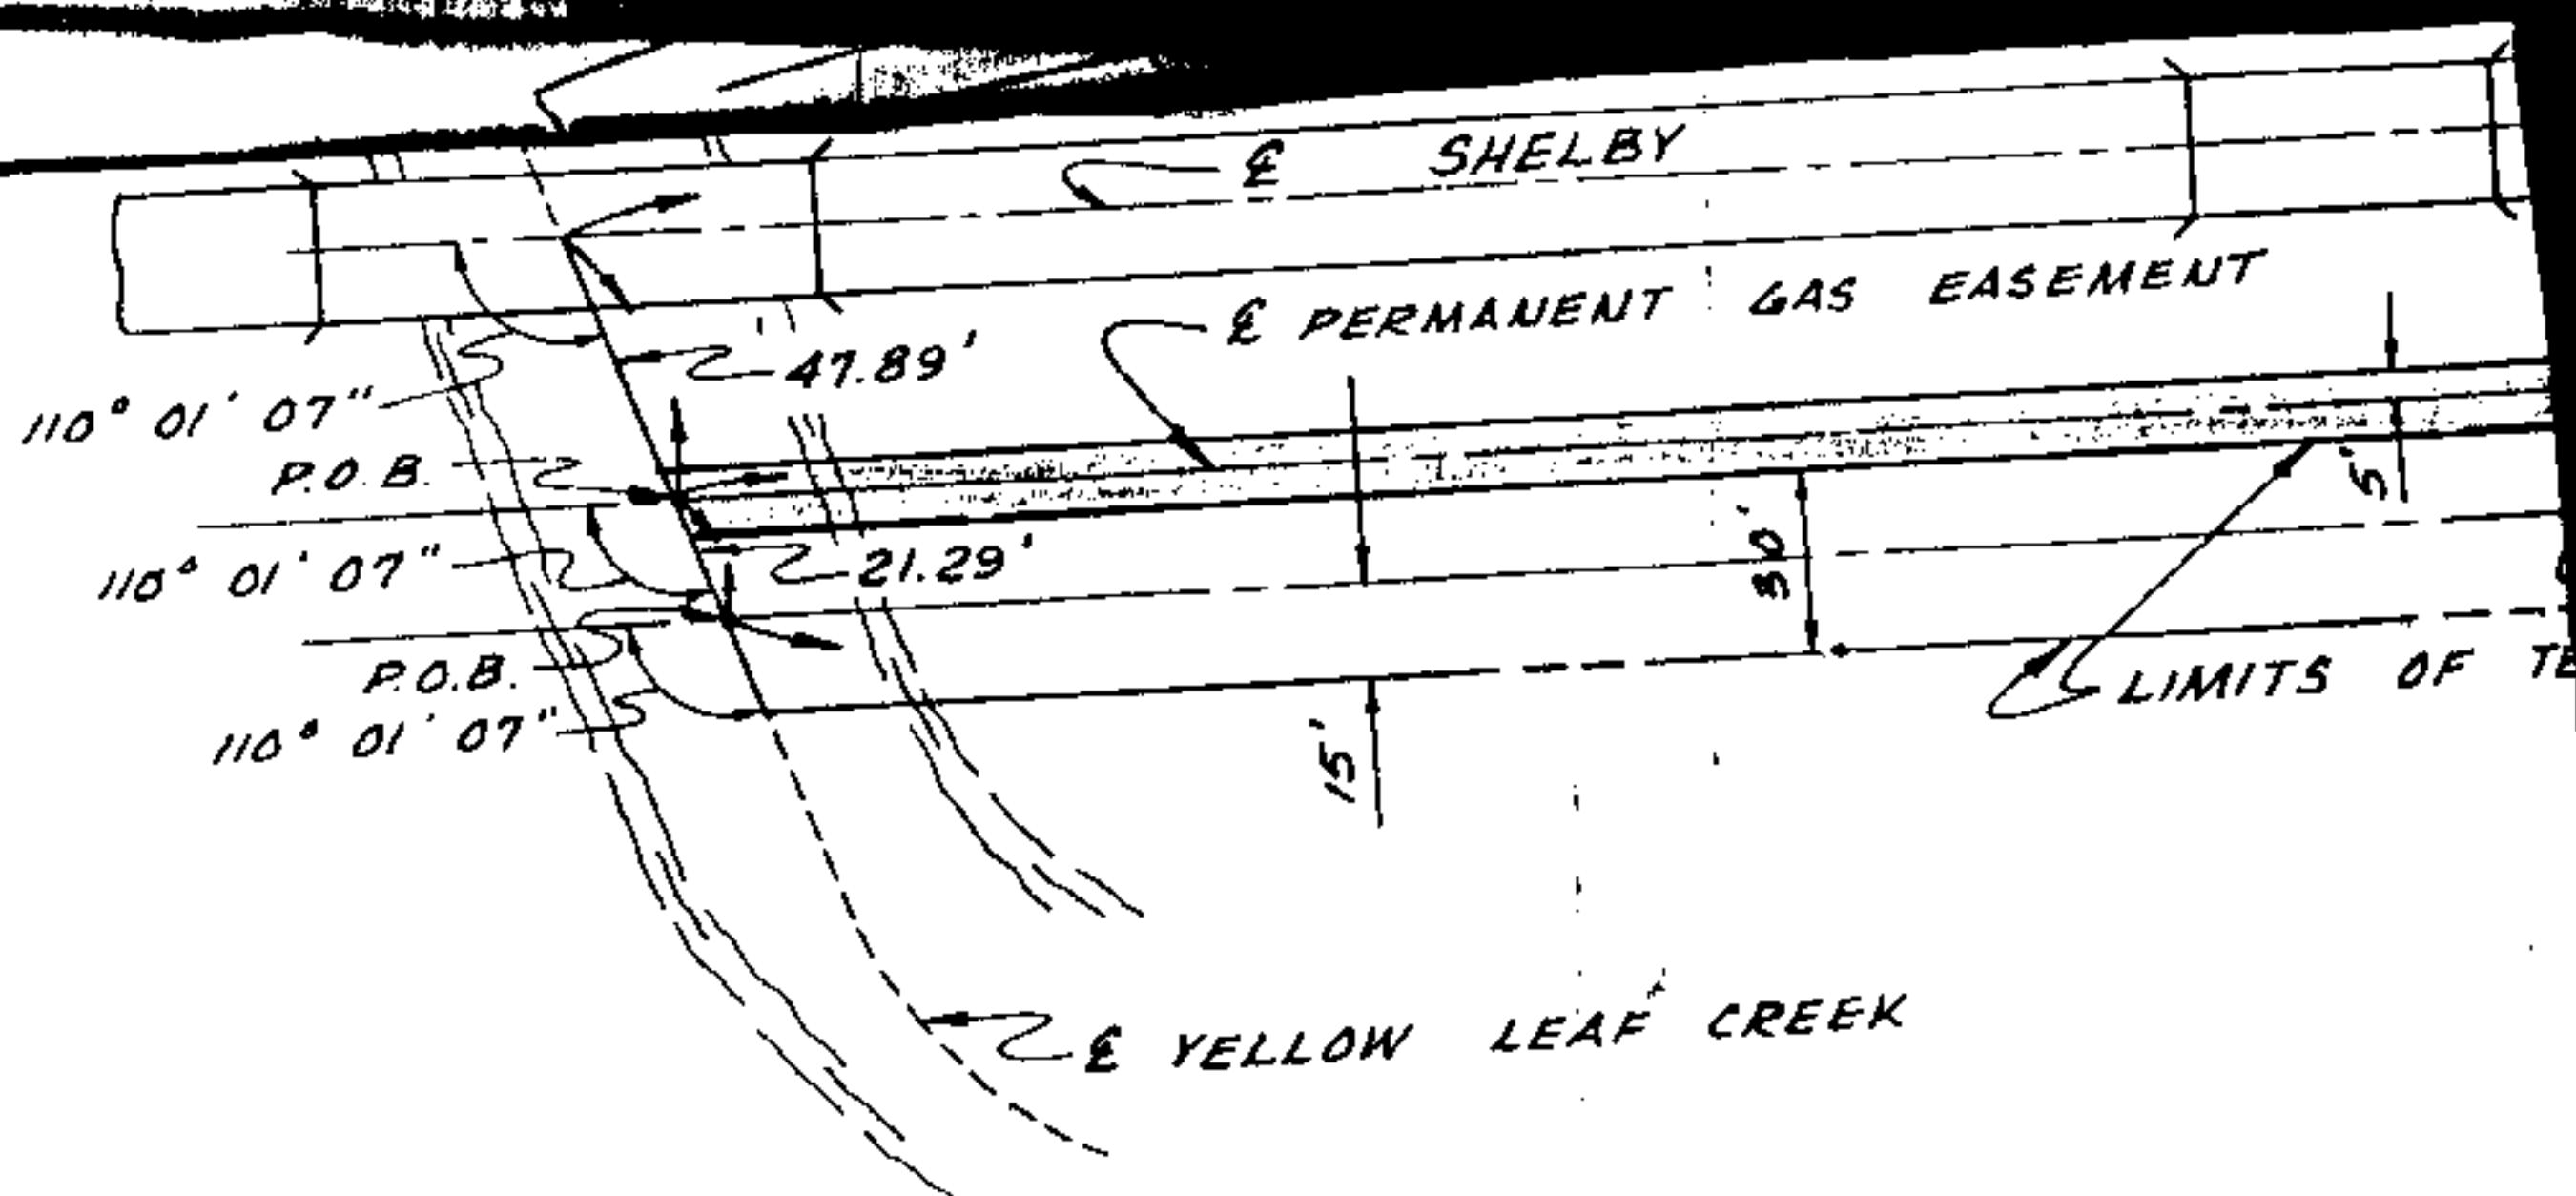 ℄ SHELBY
℄ PERMANENT GAS EASEMENT
47.89'
110° 01' 07"
P.O.B.
5'
110° 01' 07"
21.29'
30'
P.O.B.
LIMITS OF TE
110° 01' 07"
15'
℄ YELLOW LEAF CREEK